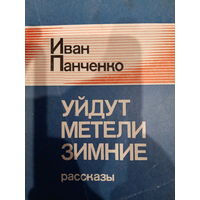 Иван
Панченко
УЙДУТ
МЕТЕЛИ
ЗИМНИЕ
рассказы